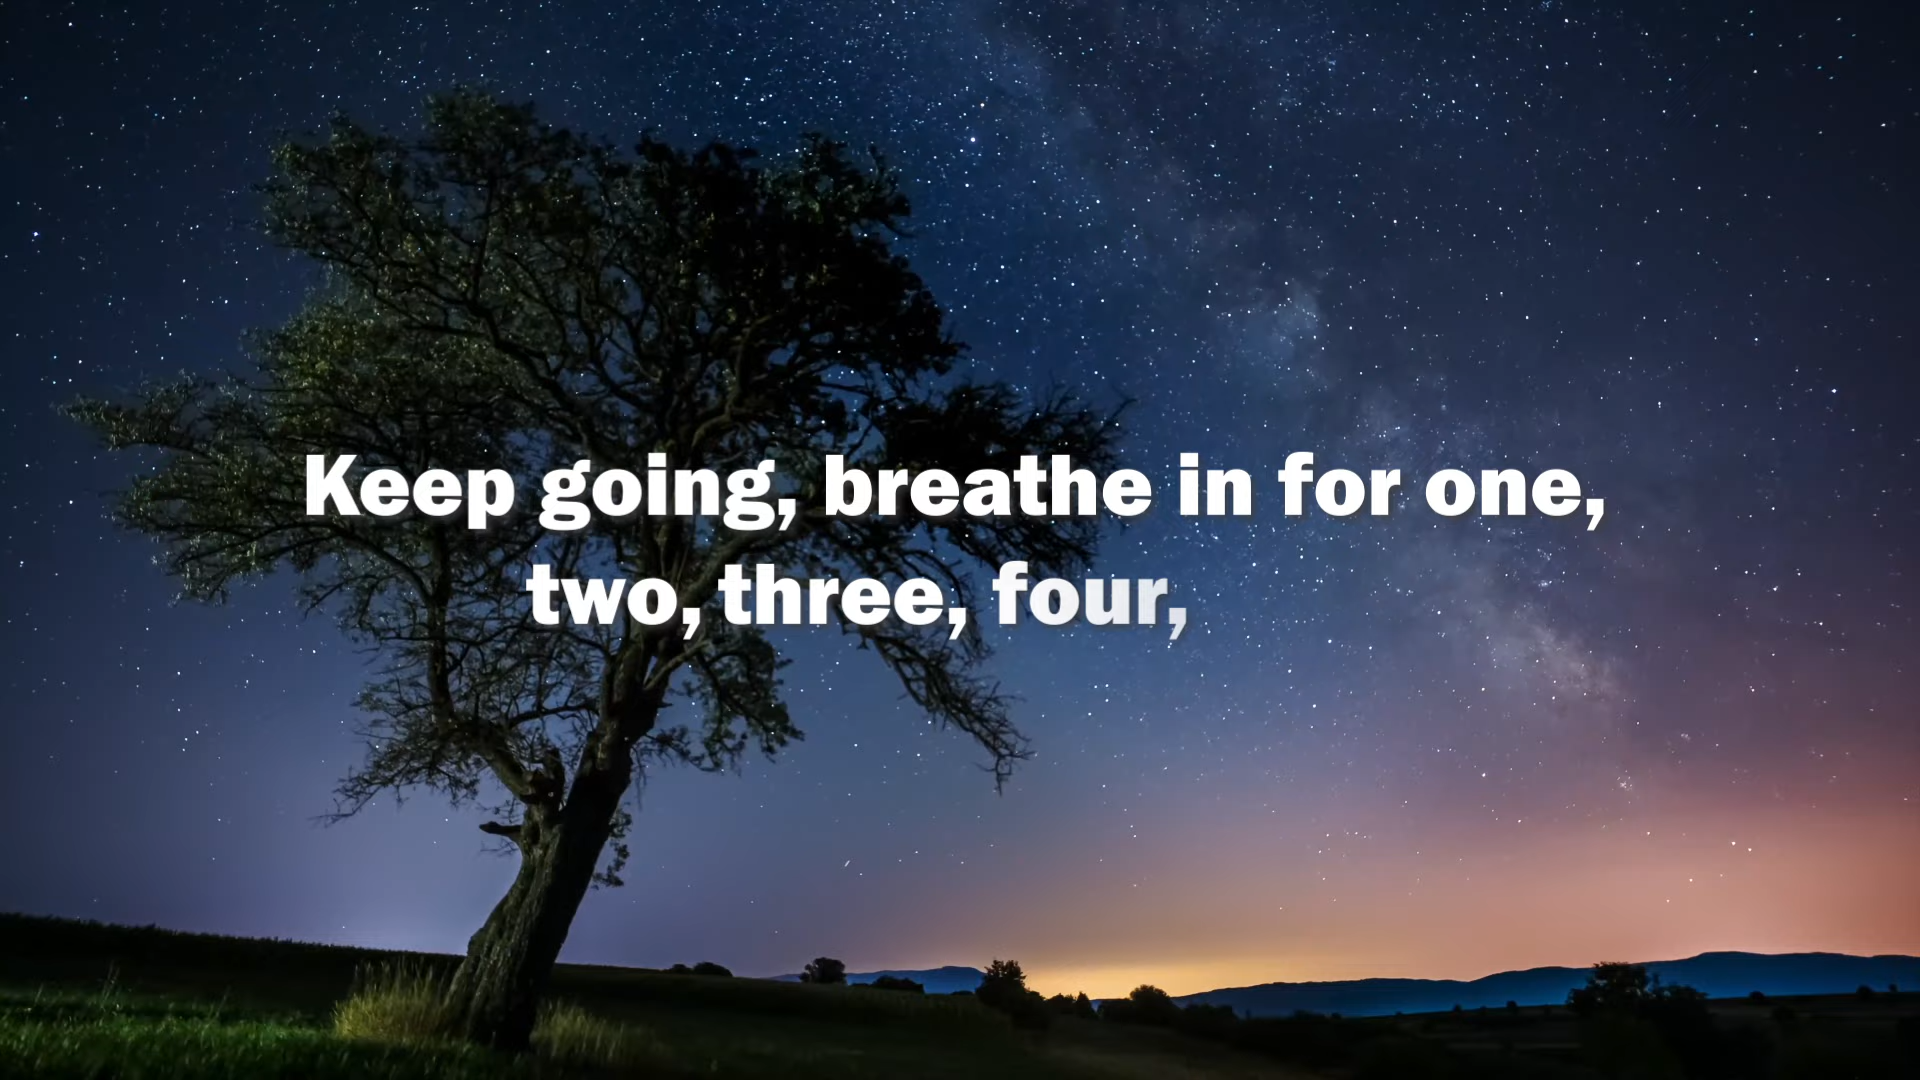 Keep going, breathe in for one,
two, three, four,